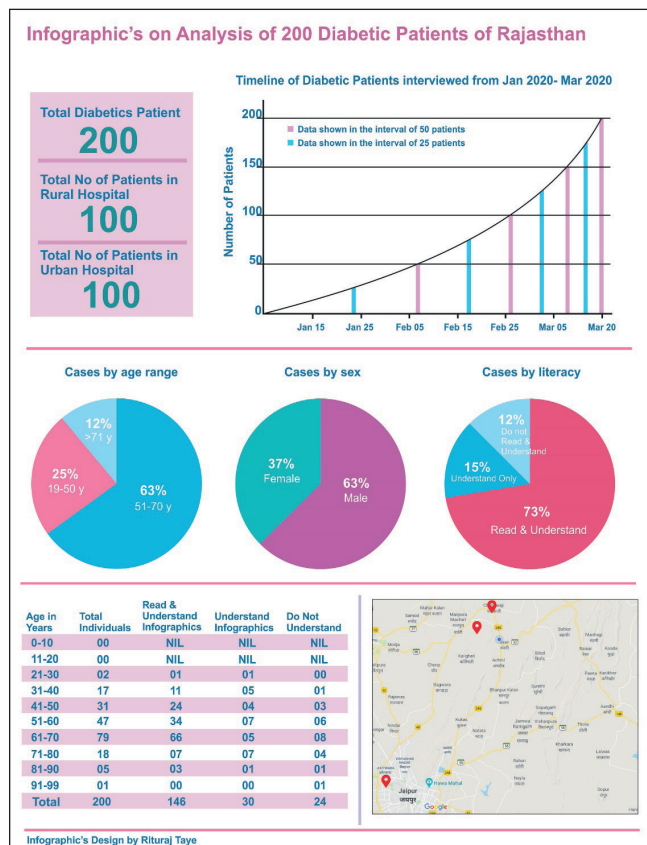 Infographic's on Analysis of 200 Diabetic Patients of Rajasthan
Total Diabetics Patient
200
Total No of Patients in
Rural Hospital
100
Total No of Patients in
Urban Hospital
100
Timeline of Diabetic Patients interviewed from Jan 2020- Mar 2020
Number of Patients
200
150
100
50
0
Data shown in the interval of 50 patients
Data shown in the interval of 25 patients
Jan 15 Jan 25 Feb 05 Feb 15 Feb 25 Mar 05 Mar 20
Cases by age range
12%
>71 y
25%
19-50 y
63%
51-70 y
Cases by sex
37%
Female
63%
Male
Cases by literacy
12%
Do not
Read &
Understand
15%
Understand Only
73%
Read & Understand
Age in Years Total Individuals Read & Understand Infographics Understand Infographics Do Not Understand
0-10 00 NIL NIL NIL
11-20 00 NIL NIL NIL
21-30 02 01 01 00
31-40 17 11 05 01
41-50 31 24 04 03
51-60 47 34 07 06
61-70 79 66 05 08
71-80 18 07 07 04
81-90 05 03 01 01
91-99 01 00 00 01
Total 200 146 30 24
Jaipur
जयपुर
Hawa Mahal
Google
Infographic's Design by Rituraj Taye